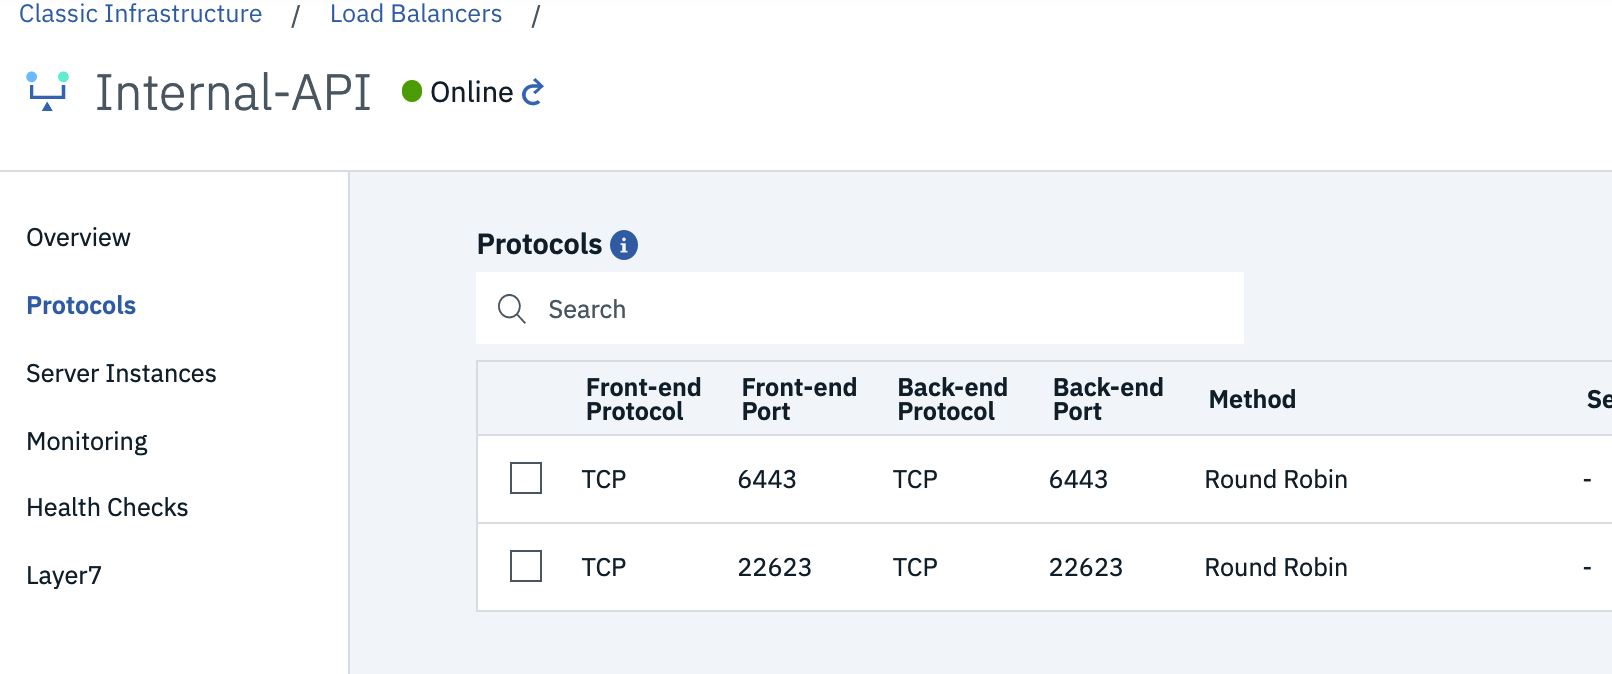 Classic Infrastructure / Load Balancers /
Internal-API Online
Overview
Protocols
Server Instances
Monitoring
Health Checks
Layer7
Protocols
Search
Front-end Protocol Front-end Port Back-end Protocol Back-end Port Method Se
TCP 6443 TCP 6443 Round Robin -
TCP 22623 TCP 22623 Round Robin -